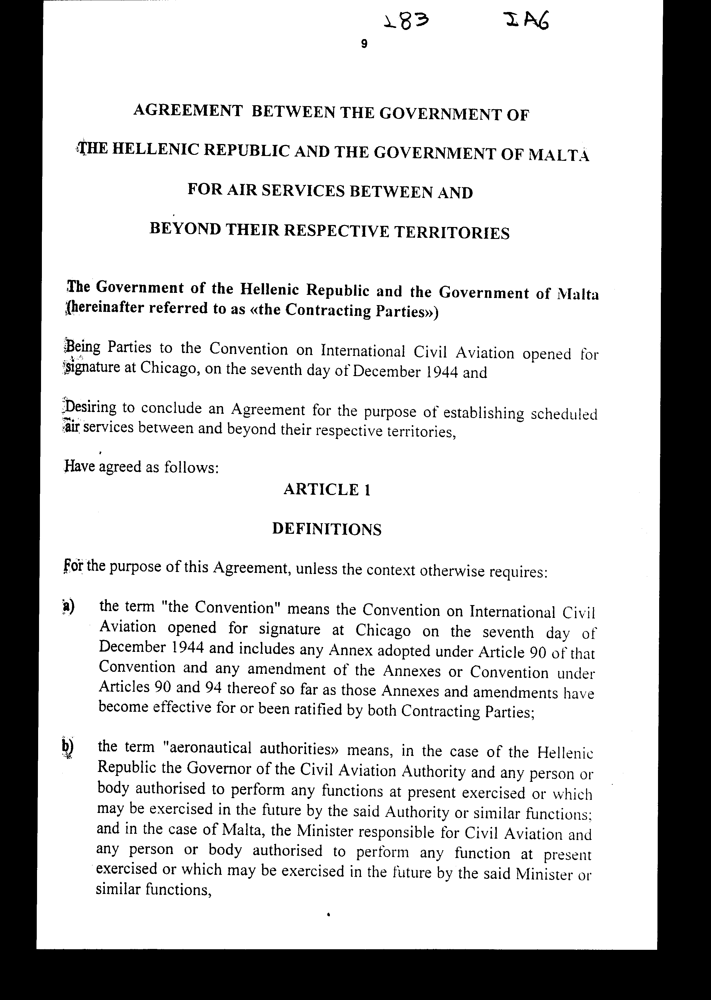 183 IA6
9
AGREEMENT BETWEEN THE GOVERNMENT OF
THE HELLENIC REPUBLIC AND THE GOVERNMENT OF MALTA
FOR AIR SERVICES BETWEEN AND
BEYOND THEIR RESPECTIVE TERRITORIES
The Government of the Hellenic Republic and the Government of Malta
(hereinafter referred to as «the Contracting Parties»)
Being Parties to the Convention on International Civil Aviation opened for
signature at Chicago, on the seventh day of December 1944 and
Desiring to conclude an Agreement for the purpose of establishing scheduled
air services between and beyond their respective territories,
Have agreed as follows:
ARTICLE 1
DEFINITIONS
For the purpose of this Agreement, unless the context otherwise requires:
a) the term "the Convention" means the Convention on International Civil
Aviation opened for signature at Chicago on the seventh day of
December 1944 and includes any Annex adopted under Article 90 of that
Convention and any amendment of the Annexes or Convention under
Articles 90 and 94 thereof so far as those Annexes and amendments have
become effective for or been ratified by both Contracting Parties;
b) the term "aeronautical authorities» means, in the case of the Hellenic
Republic the Governor of the Civil Aviation Authority and any person or
body authorised to perform any functions at present exercised or which
may be exercised in the future by the said Authority or similar functions;
and in the case of Malta, the Minister responsible for Civil Aviation and
any person or body authorised to perform any function at present
exercised or which may be exercised in the future by the said Minister or
similar functions,